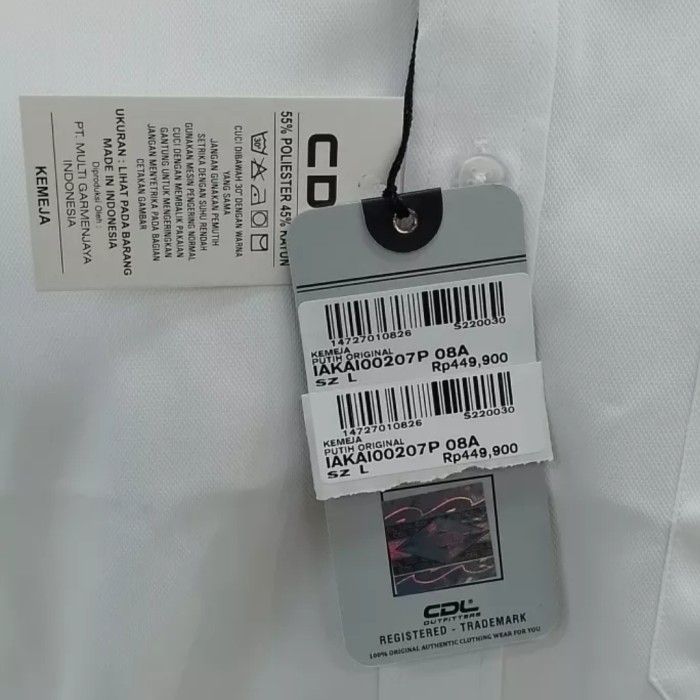 CD
55% POLIESTER 45%
30°
CUCI DIBAWAH 30° DENGAN WARNA
YANG SAMA
JANGAN GUNAKAN PEMUTIH
SETRIKA DENGAN SUHU RENDAH
GUNAKAN MESIN PENGERING NORMAL
CUCI DENGAN MEMBALIK PAKAIAN
GANTUNG UNTUK MENGERINGKAN
JANGAN MENYETRIKA PADA BAGIAN
CETAKAN GAMBAR
UKURAN : LIHAT PADA BARANG
MADE IN INDONESIA
Diproduksi Oleh :
PT. MULTI GARMENJAYA
INDONESIA
KEMEJA
14727010826 S220030
KEMEJA
PUTIH ORIGINAL
IAKAI00207P 08A
SZ L Rp449,900
14727010826 S220030
KEMEJA
PUTIH ORIGINAL
IAKAI00207P 08A
SZ L Rp449,900
CDL®
OUTFITTERS
REGISTERED - TRADEMARK
100% ORIGINAL AUTHENTIC CLOTHING WEAR FOR YOU